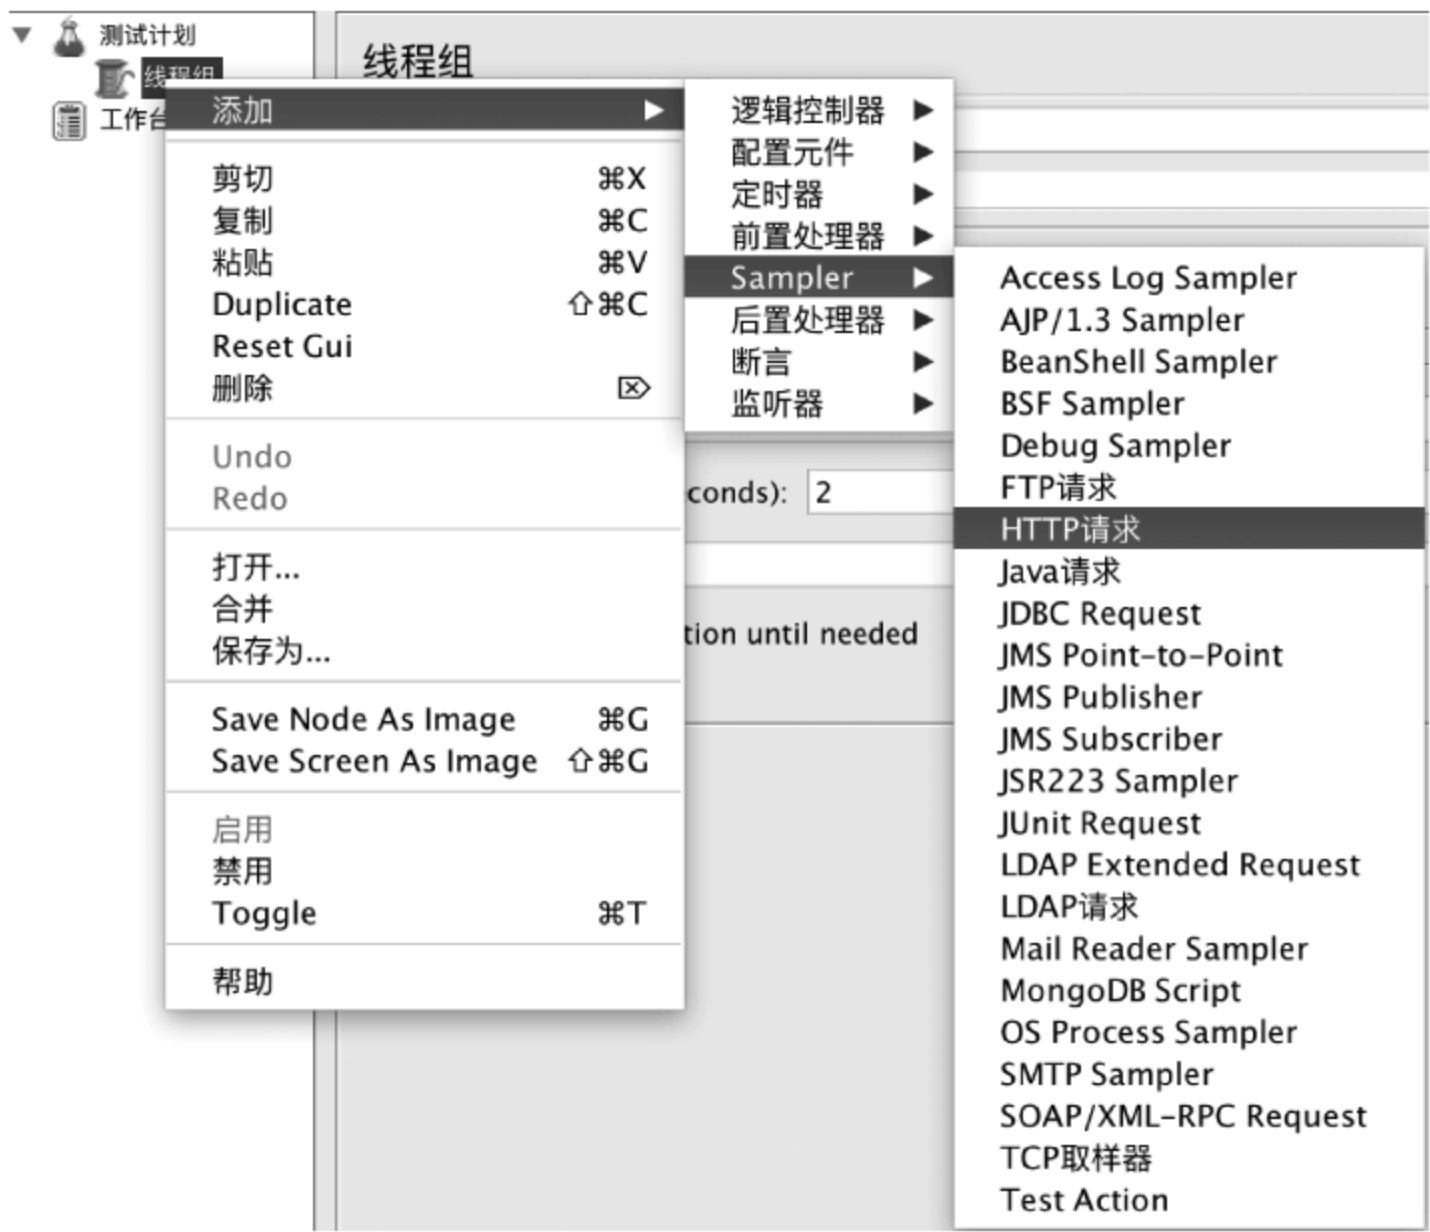 测试计划
线程组
工作台
线程组
添加
剪切 ⌘X
复制 ⌘C
粘贴 ⌘V
Duplicate ⇧⌘C
Reset Gui
删除 ⌦
Undo
Redo
打开...
合并
保存为...
Save Node As Image ⌘G
Save Screen As Image ⇧⌘G
启用
禁用
Toggle ⌘T
帮助
逻辑控制器
配置元件
定时器
前置处理器
Sampler
后置处理器
断言
监听器
conds): 2
tion until needed
Access Log Sampler
AJP/1.3 Sampler
BeanShell Sampler
BSF Sampler
Debug Sampler
FTP请求
HTTP请求
Java请求
JDBC Request
JMS Point-to-Point
JMS Publisher
JMS Subscriber
JSR223 Sampler
JUnit Request
LDAP Extended Request
LDAP请求
Mail Reader Sampler
MongoDB Script
OS Process Sampler
SMTP Sampler
SOAP/XML-RPC Request
TCP取样器
Test Action